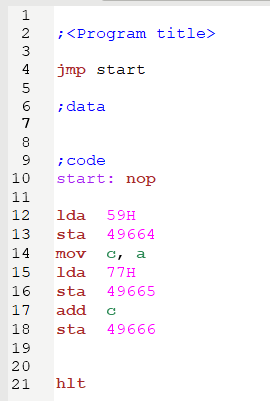 1
2 ;<Program title>
3
4 jmp start
5
6 ;data
7
8
9 ;code
10 start: nop
11
12 lda 59H
13 sta 49664
14 mov c, a
15 lda 77H
16 sta 49665
17 add c
18 sta 49666
19
20
21 hlt